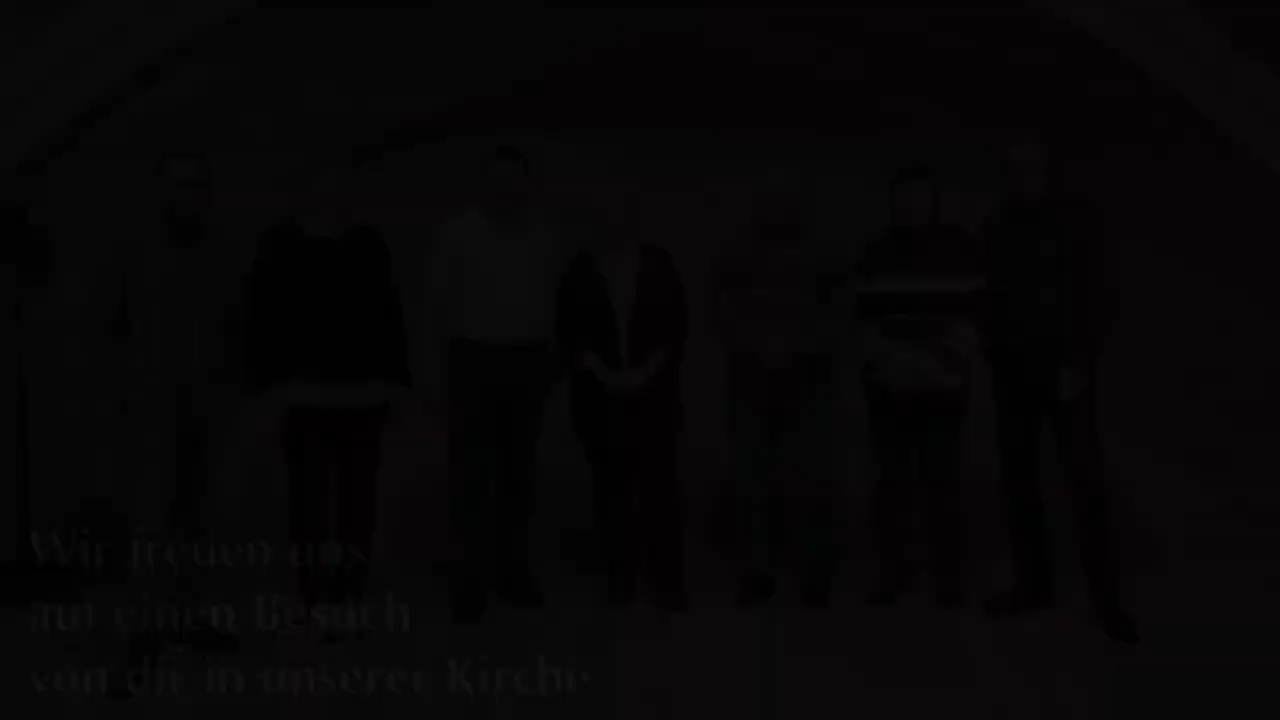 Wir freuen uns
auf einen Besuch
von dir in unserer Kirche